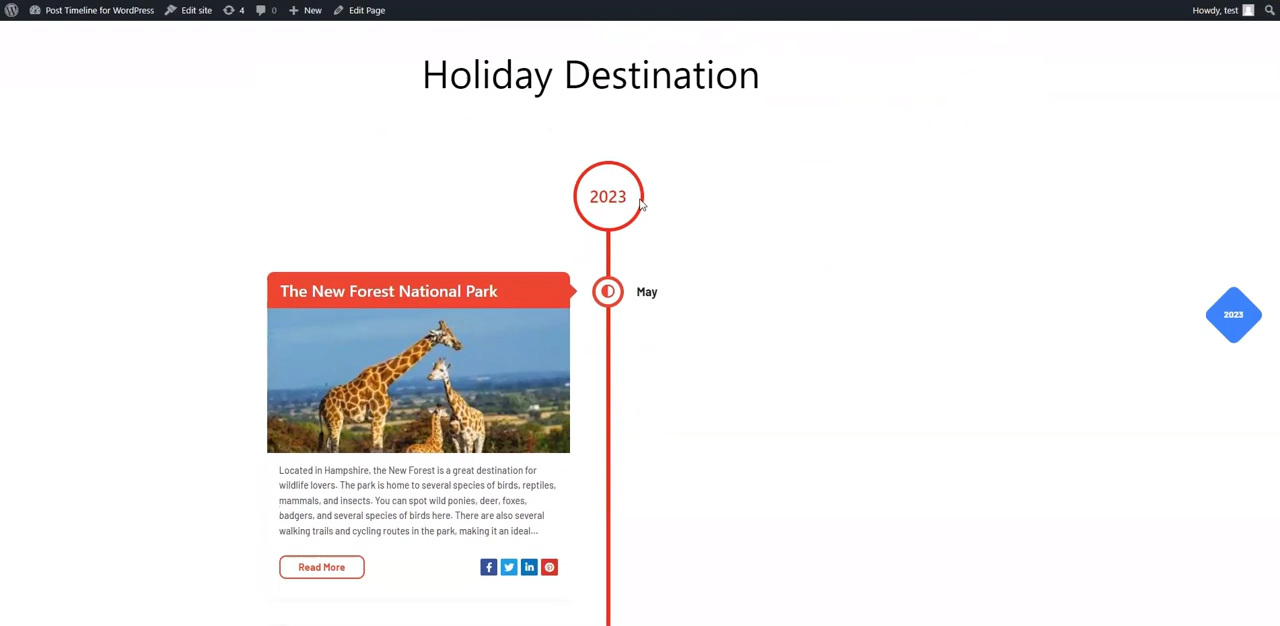 Post Timeline for WordPress Edit site 4 0 New Edit Page Howdy, test
Holiday Destination
2023
The New Forest National Park
May
2023
Located in Hampshire, the New Forest is a great destination for
wildlife lovers. The park is home to several species of birds, reptiles,
mammals, and insects. You can spot wild ponies, deer, foxes,
badgers, and several species of birds here. There are also several
walking trails and cycling routes in the park, making it an ideal...
Read More